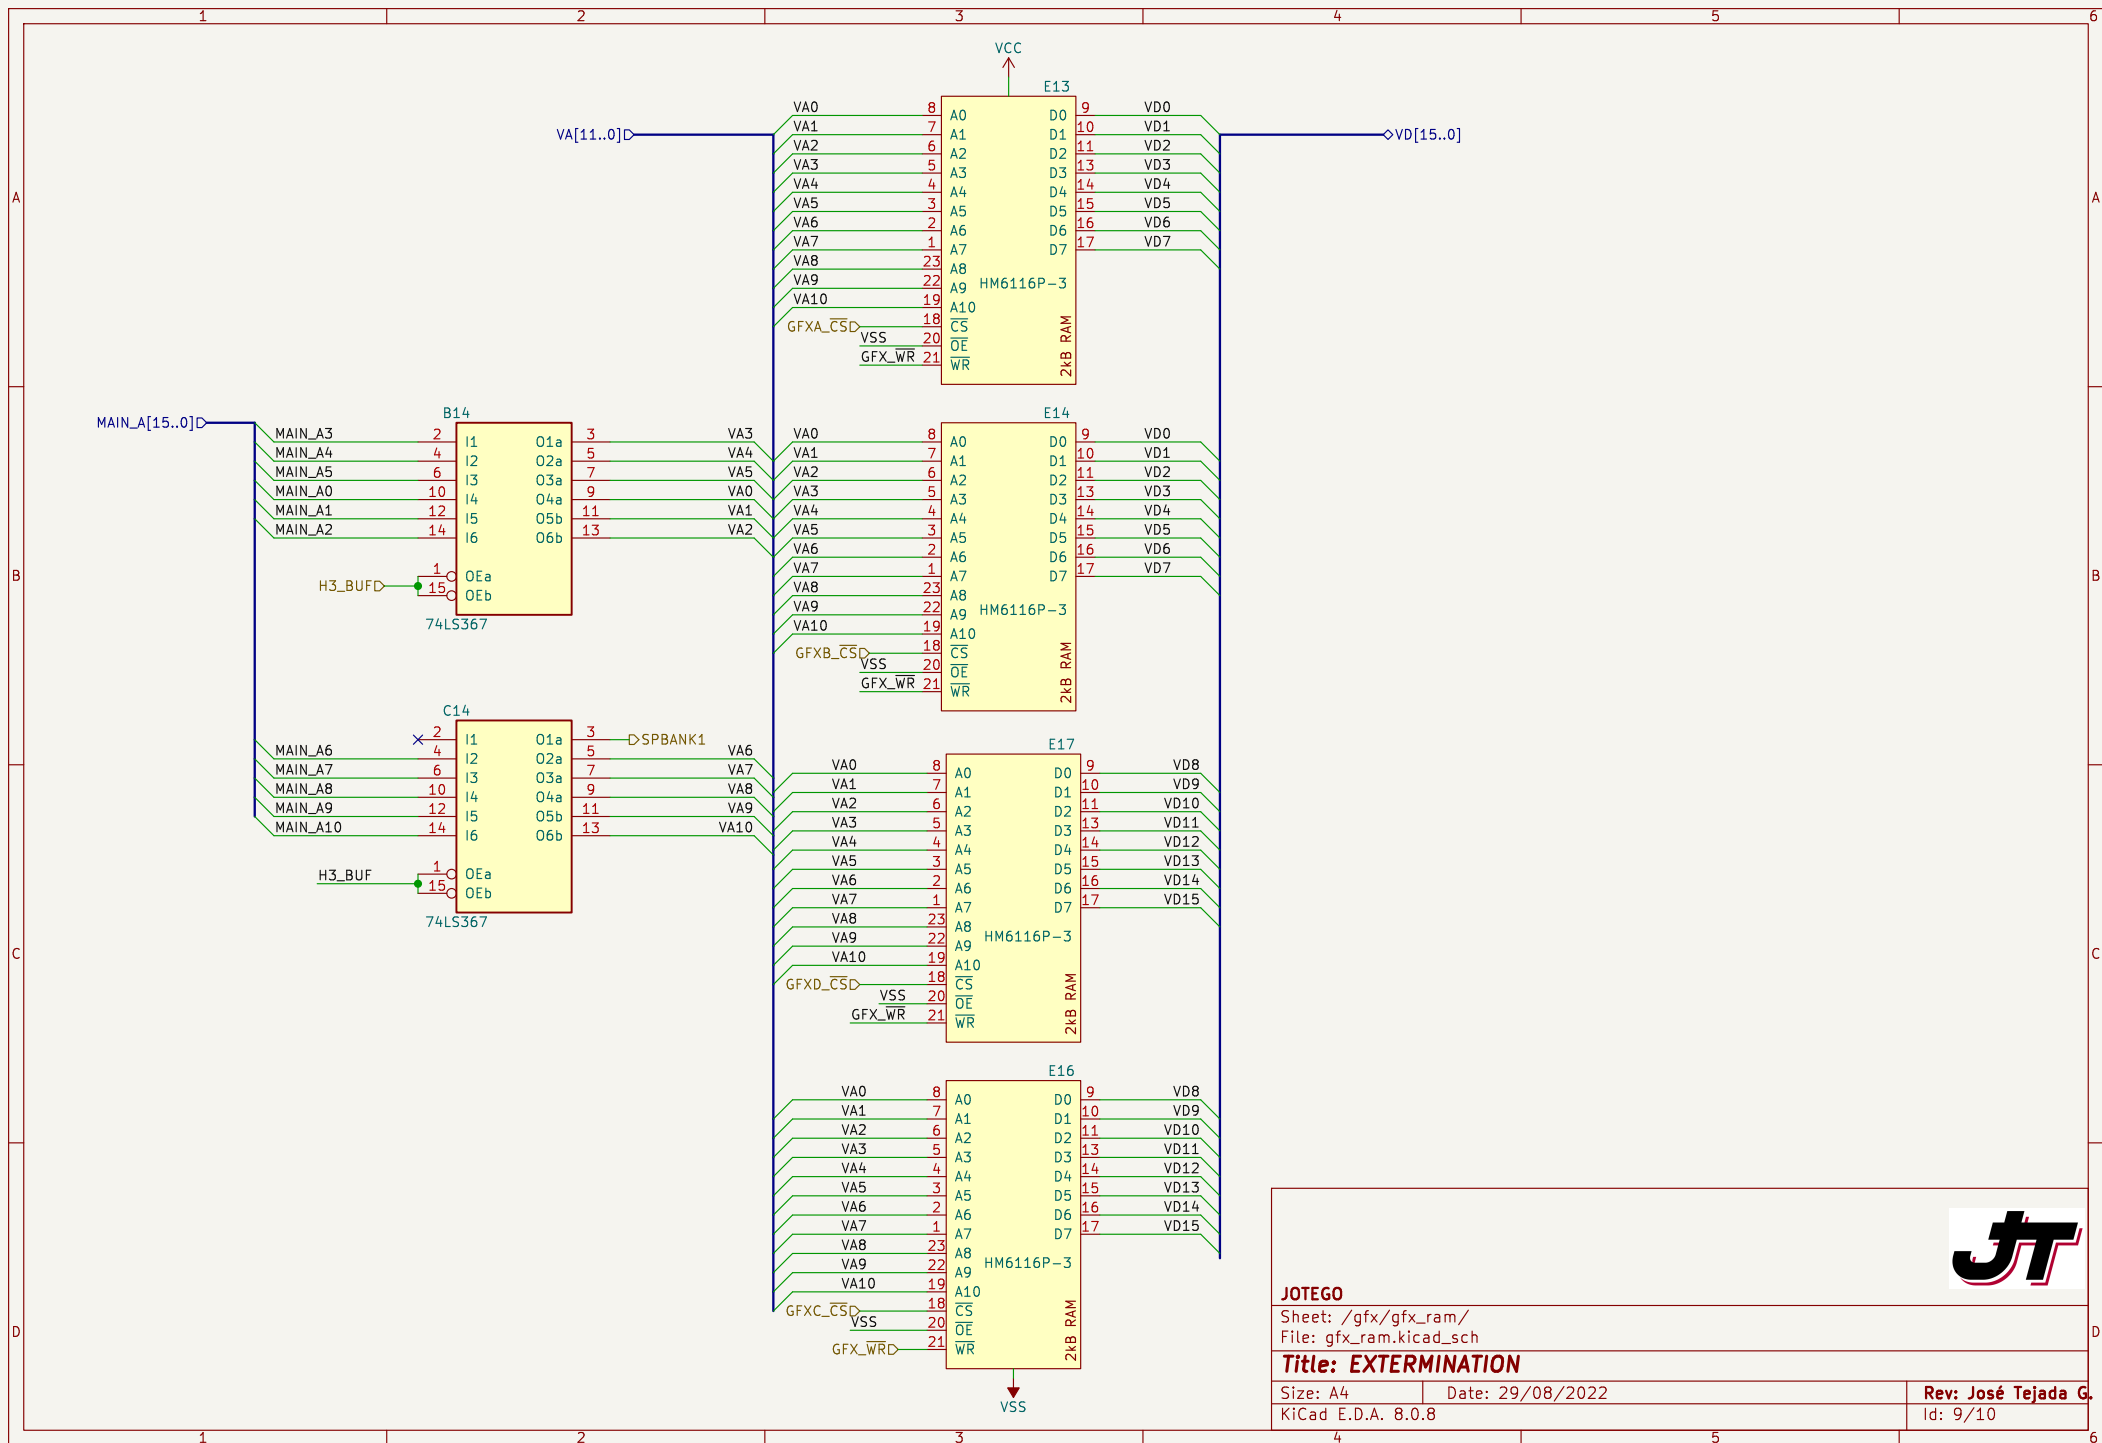 1 2 3 4 5 6
VCC
E13
VA0 8 A0 D0 9 VD0
VA[11..0] VA1 7 A1 D1 10 VD1 VD[15..0]
VA2 6 A2 D2 11 VD2
VA3 5 A3 D3 13 VD3
VA4 4 A4 D4 14 VD4
A A
VA5 3 A5 D5 15 VD5
VA6 2 A6 D6 16 VD6
VA7 1 A7 D7 17 VD7
VA8 23 A8
VA9 22 A9 HM6116P-3
VA10 19 A10
GFXA_CS 18 CS
VSS 20 OE
GFX_WR 21 WR
2kB RAM
MAIN_A[15..0]
B14
MAIN_A3 2 I1 O1a 3 VA3
MAIN_A4 4 I2 O2a 5 VA4
MAIN_A5 6 I3 O3a 7 VA5
MAIN_A0 10 I4 O4a 9 VA0
MAIN_A1 12 I5 O5b 11 VA1
MAIN_A2 14 I6 O6b 13 VA2
H3_BUF 1 OEa
15 OEb
74LS367
E14
VA0 8 A0 D0 9 VD0
VA1 7 A1 D1 10 VD1
VA2 6 A2 D2 11 VD2
VA3 5 A3 D3 13 VD3
VA4 4 A4 D4 14 VD4
VA5 3 A5 D5 15 VD5
VA6 2 A6 D6 16 VD6
VA7 1 A7 D7 17 VD7
B B
VA8 23 A8
VA9 22 A9 HM6116P-3
VA10 19 A10
GFXB_CS 18 CS
VSS 20 OE
GFX_WR 21 WR
2kB RAM
C14
2 I1 O1a 3 SPBANK1
MAIN_A6 4 I2 O2a 5 VA6
MAIN_A7 6 I3 O3a 7 VA7
MAIN_A8 10 I4 O4a 9 VA8
MAIN_A9 12 I5 O5b 11 VA9
MAIN_A10 14 I6 O6b 13 VA10
H3_BUF 1 OEa
15 OEb
74LS367
E17
VA0 8 A0 D0 9 VD8
VA1 7 A1 D1 10 VD9
VA2 6 A2 D2 11 VD10
VA3 5 A3 D3 13 VD11
VA4 4 A4 D4 14 VD12
VA5 3 A5 D5 15 VD13
VA6 2 A6 D6 16 VD14
VA7 1 A7 D7 17 VD15
VA8 23 A8
VA9 22 A9 HM6116P-3
C C
VA10 19 A10
GFXD_CS 18 CS
VSS 20 OE
GFX_WR 21 WR
2kB RAM
E16
VA0 8 A0 D0 9 VD8
VA1 7 A1 D1 10 VD9
VA2 6 A2 D2 11 VD10
VA3 5 A3 D3 13 VD11
VA4 4 A4 D4 14 VD12
VA5 3 A5 D5 15 VD13
VA6 2 A6 D6 16 VD14
VA7 1 A7 D7 17 VD15
VA8 23 A8
VA9 22 A9 HM6116P-3
VA10 19 A10
GFXC_CS 18 CS
VSS 20 OE
GFX_WR 21 WR
2kB RAM
VSS
D D
JT
JOTEGO
Sheet: /gfx/gfx_ram/
File: gfx_ram.kicad_sch
Title: EXTERMINATION
Size: A4 Date: 29/08/2022 Rev: José Tejada G.
KiCad E.D.A. 8.0.8 Id: 9/10
1 2 3 4 5 6